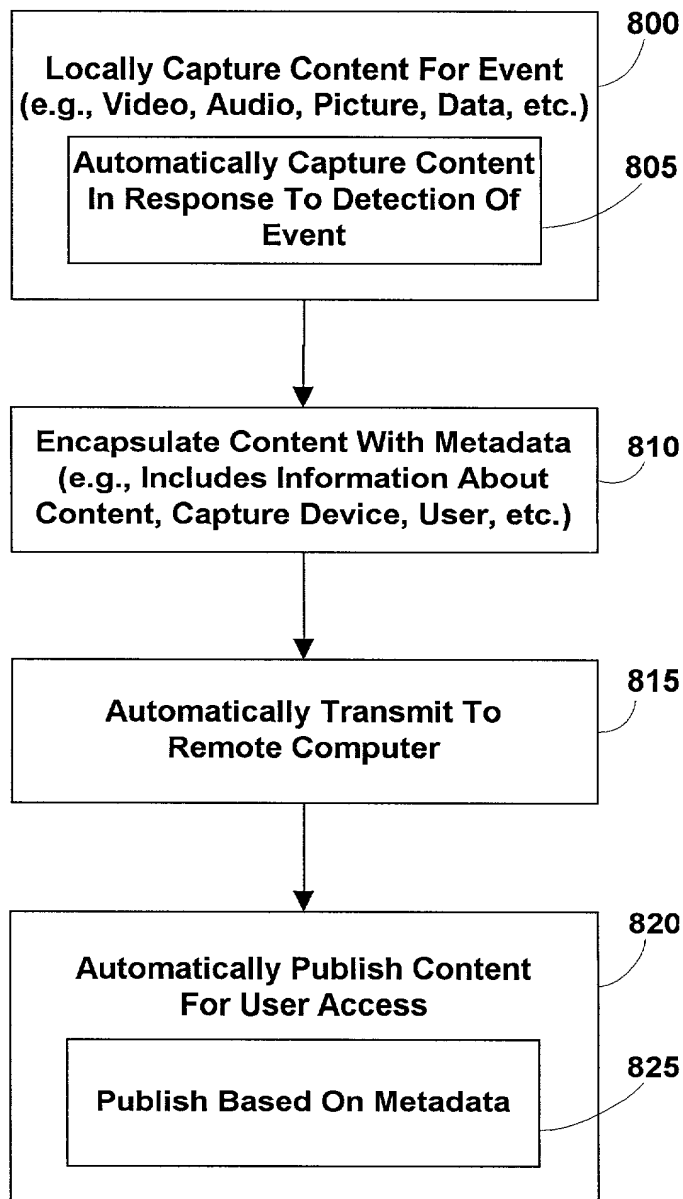 800
Locally Capture Content For Event
(e.g., Video, Audio, Picture, Data, etc.)
Automatically Capture Content
In Response To Detection Of
Event
805
Encapsulate Content With Metadata
(e.g., Includes Information About
Content, Capture Device, User, etc.)
810
Automatically Transmit To
Remote Computer
815
Automatically Publish Content
For User Access
820
Publish Based On Metadata
825